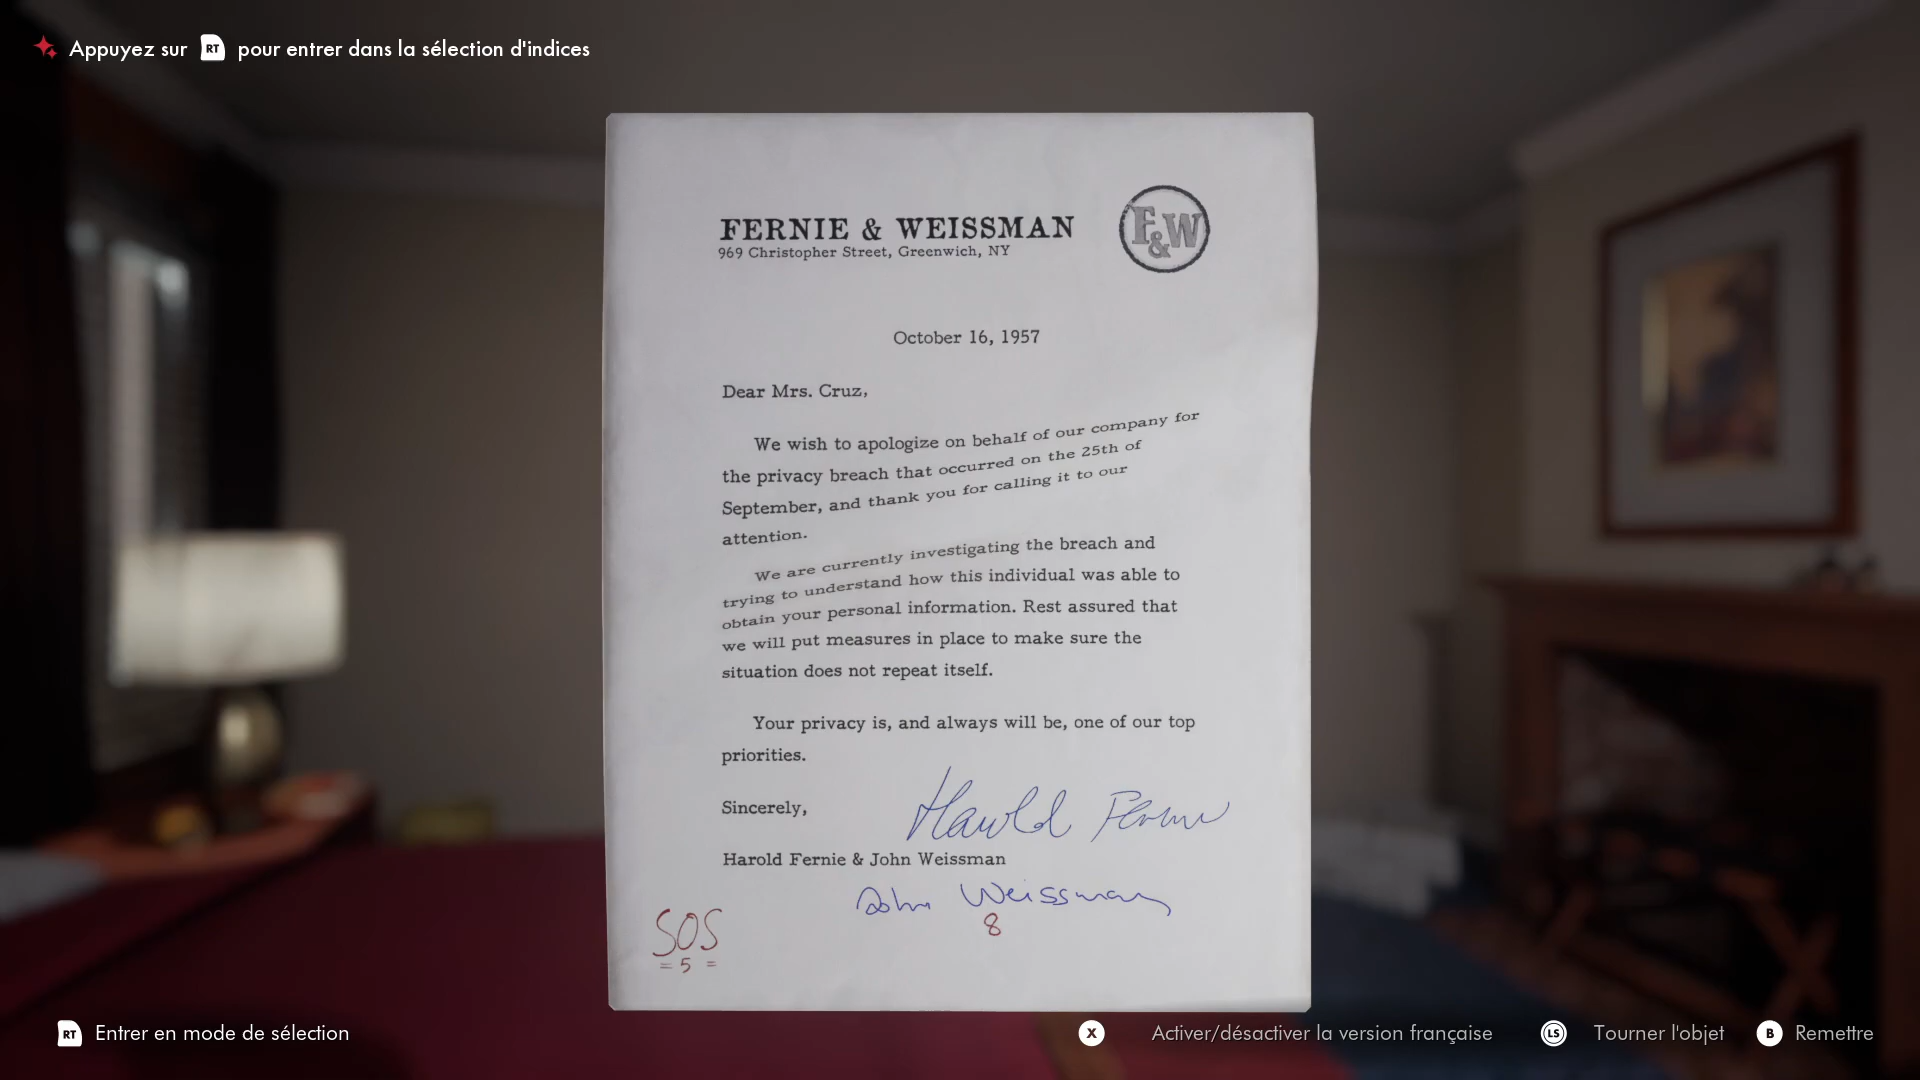 Appuyez sur RT pour entrer dans la sélection d'indices
FERNIE & WEISSMAN
969 Christopher Street, Greenwich, NY
F&W
October 16, 1957
Dear Mrs. Cruz,
We wish to apologize on behalf of our company for
the privacy breach that occurred on the 25th of
September, and thank you for calling it to our
attention.
We are currently investigating the breach and
trying to understand how this individual was able to
obtain your personal information. Rest assured that
we will put measures in place to make sure the
situation does not repeat itself.
Your privacy is, and always will be, one of our top
priorities.
Sincerely,
Harold Fernie
Harold Fernie & John Weissman
John Weissman
8
SOS
= 5 =
RT Entrer en mode de sélection
X Activer/désactiver la version française
LS Tourner l'objet
B Remettre